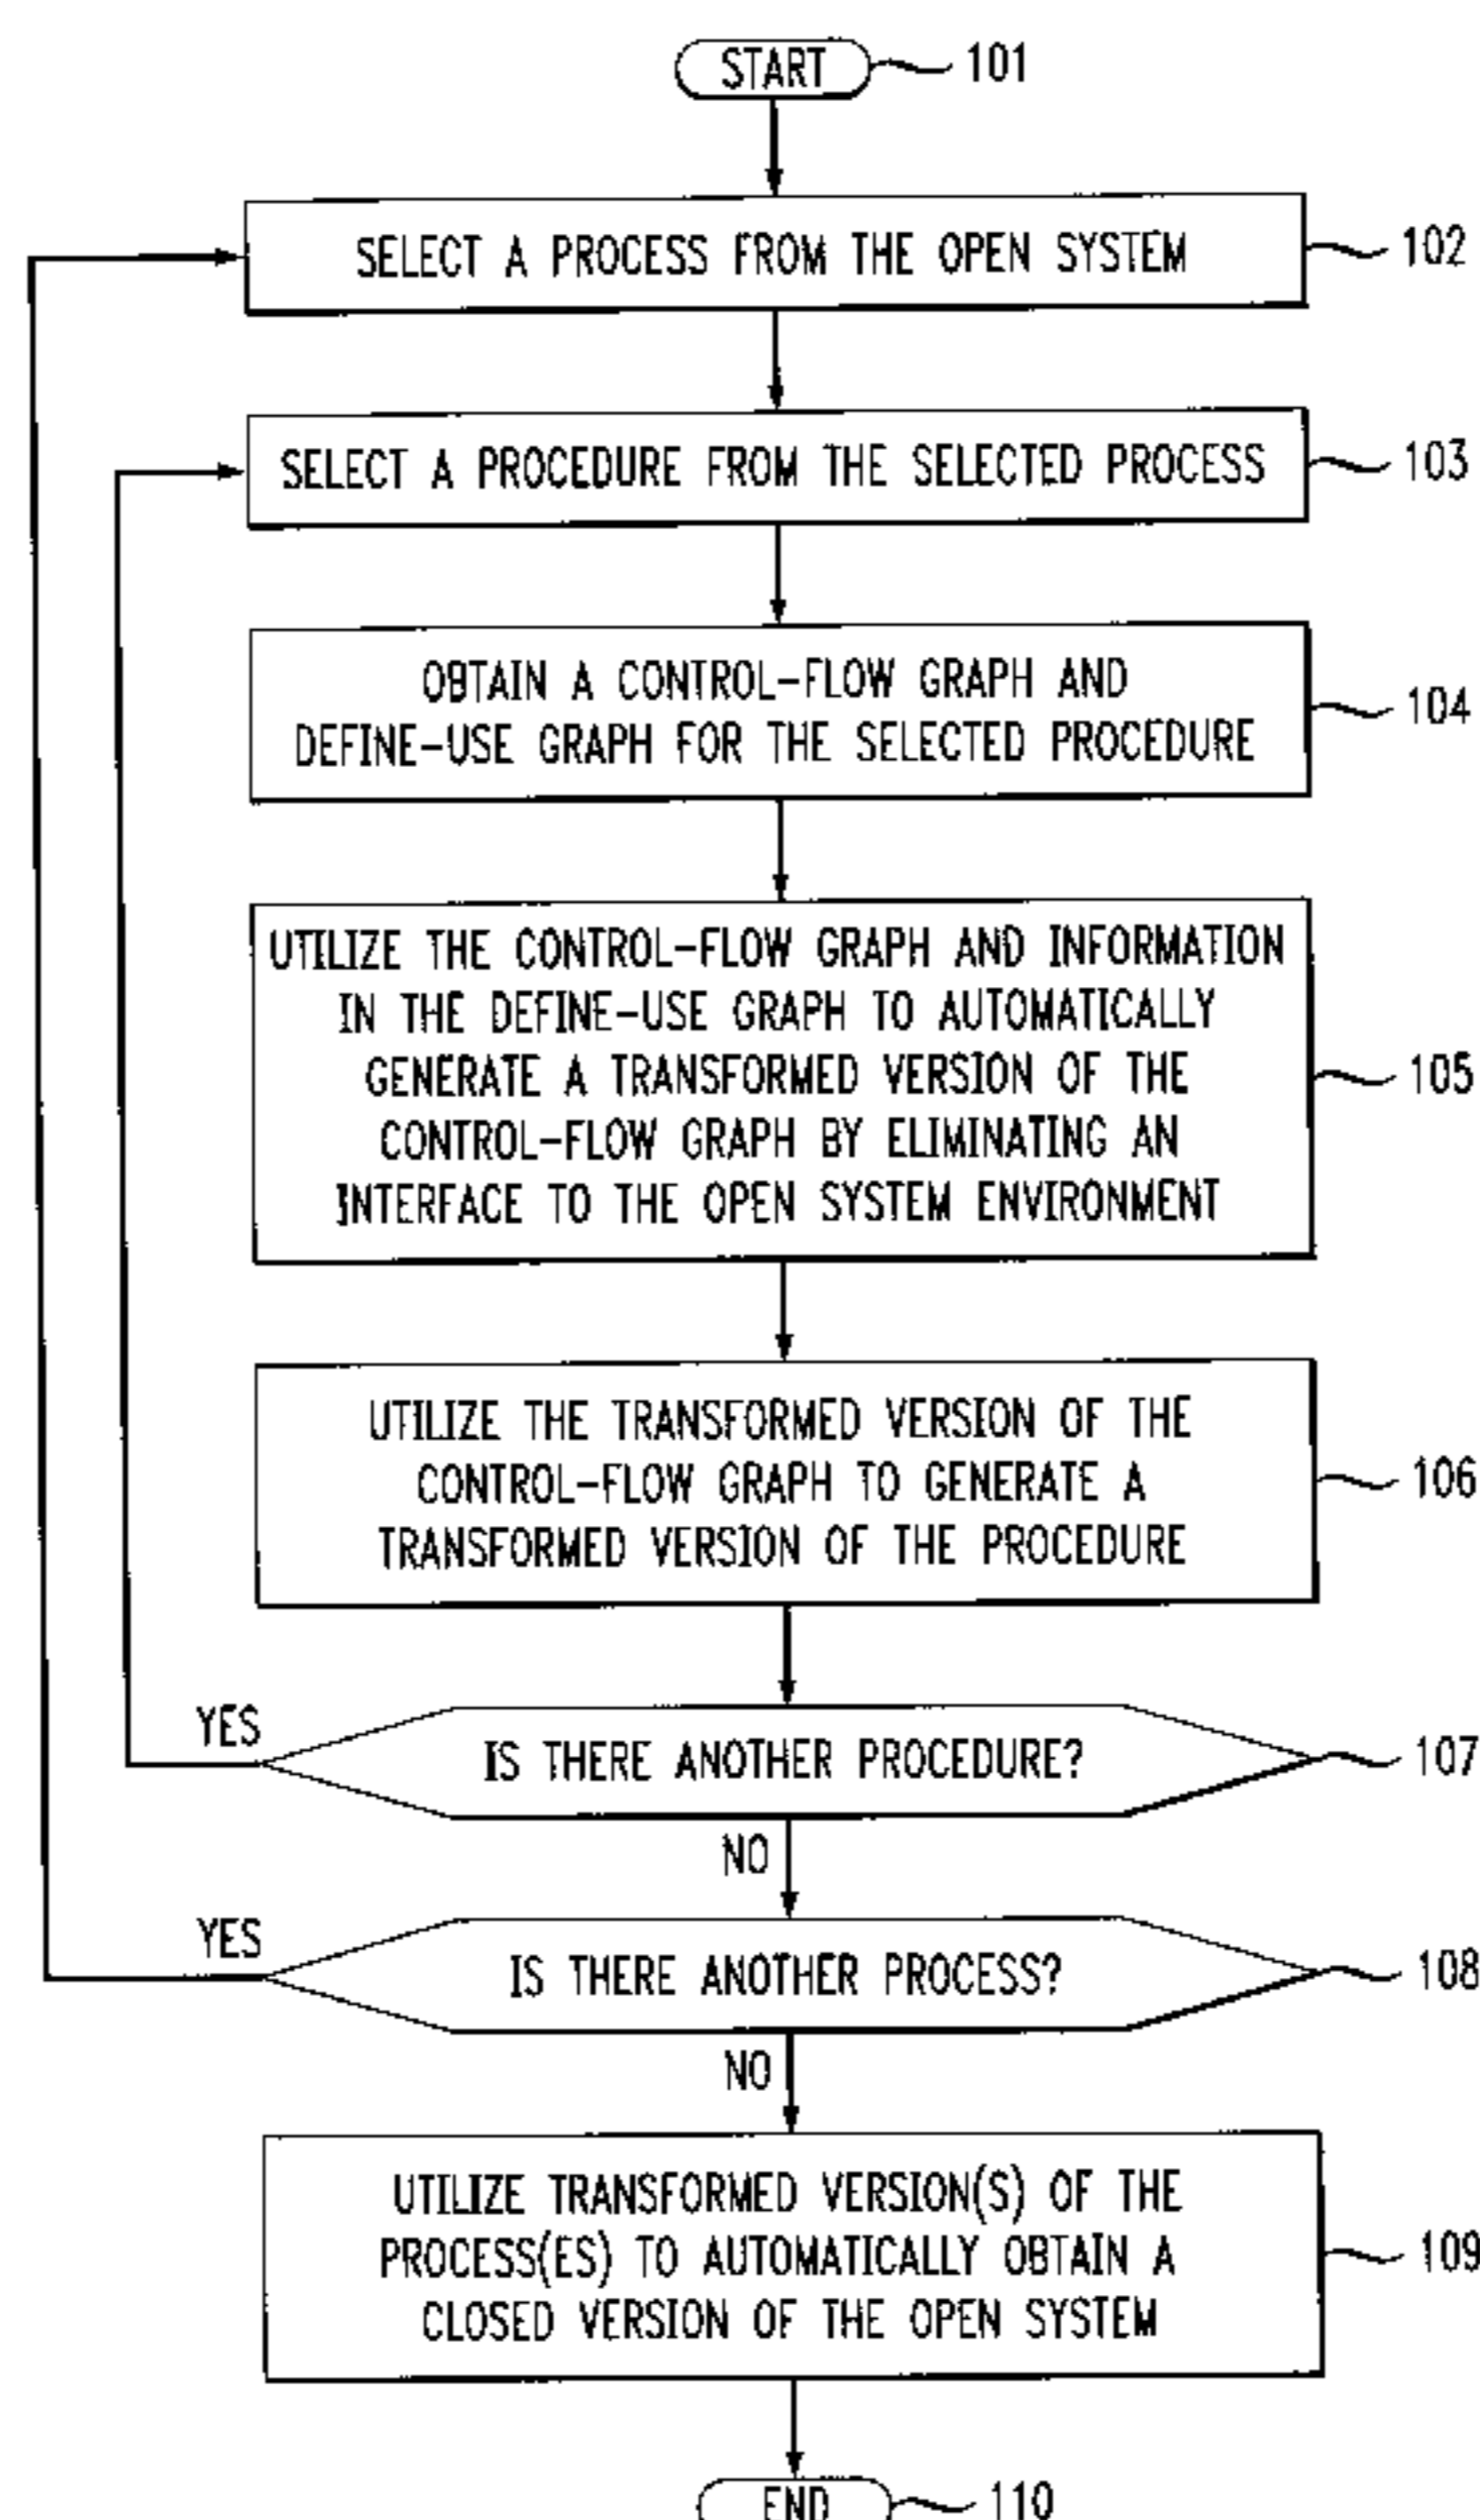 START 101
SELECT A PROCESS FROM THE OPEN SYSTEM 102
SELECT A PROCEDURE FROM THE SELECTED PROCESS 103
OBTAIN A CONTROL-FLOW GRAPH AND
DEFINE-USE GRAPH FOR THE SELECTED PROCEDURE
104
UTILIZE THE CONTROL-FLOW GRAPH AND INFORMATION
IN THE DEFINE-USE GRAPH TO AUTOMATICALLY
GENERATE A TRANSFORMED VERSION OF THE
CONTROL-FLOW GRAPH BY ELIMINATING AN
INTERFACE TO THE OPEN SYSTEM ENVIRONMENT
105
UTILIZE THE TRANSFORMED VERSION OF THE
CONTROL-FLOW GRAPH TO GENERATE A
TRANSFORMED VERSION OF THE PROCEDURE
106
YES
IS THERE ANOTHER PROCEDURE? 107
NO
YES
IS THERE ANOTHER PROCESS? 108
NO
UTILIZE TRANSFORMED VERSION(S) OF THE
PROCESS(ES) TO AUTOMATICALLY OBTAIN A
CLOSED VERSION OF THE OPEN SYSTEM
109
END 110